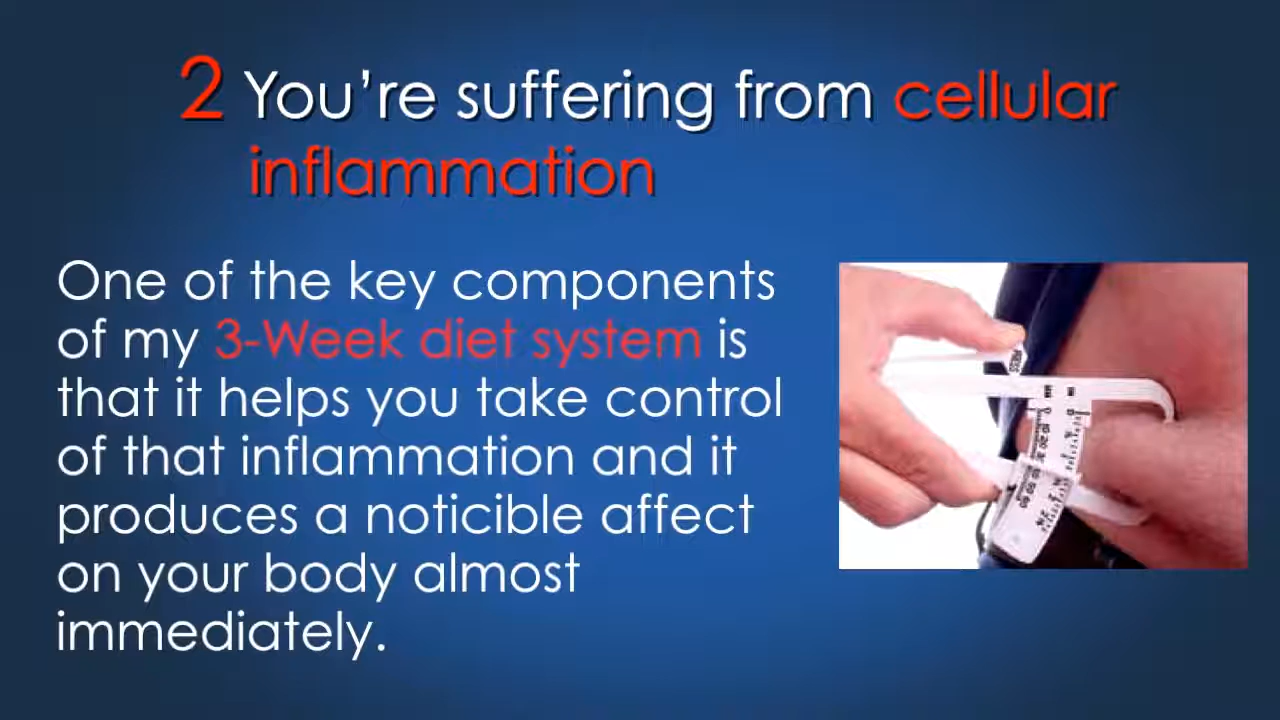 2 You're suffering from cellular
inflammation
One of the key components
of my 3-Week diet system is
that it helps you take control
of that inflammation and it
produces a noticible affect
on your body almost
immediately.
PRESS